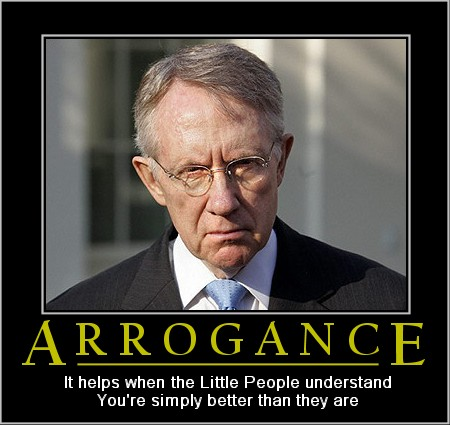 ARROGANCE
It helps when the Little People understand
You're simply better than they are